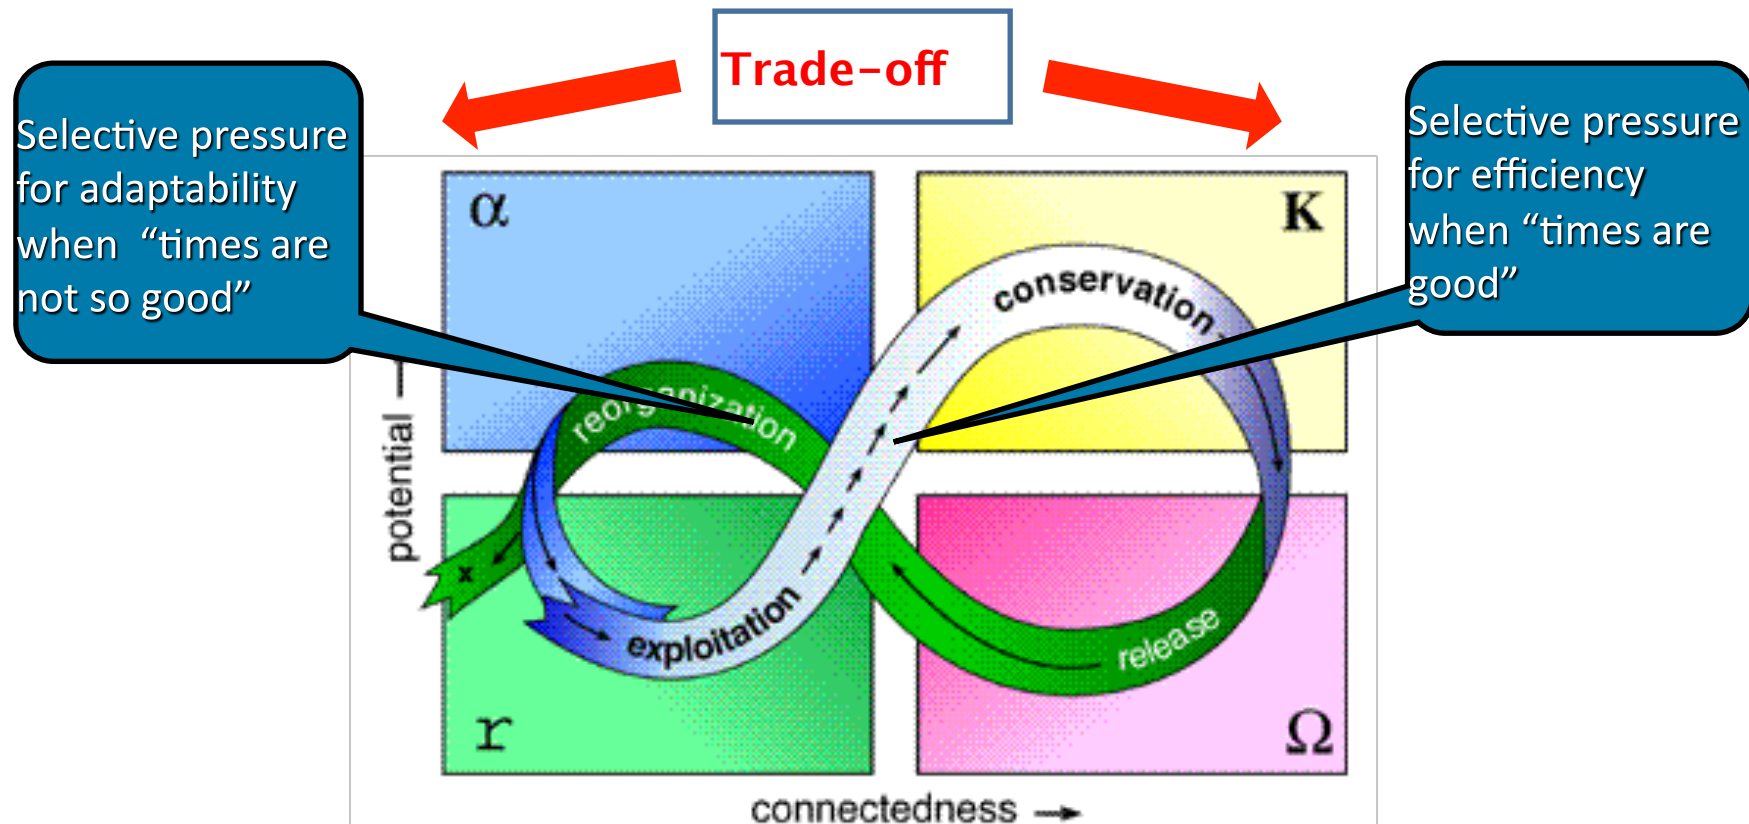 Trade-off
Selective pressure
for adaptability
when “times are
not so good”
Selective pressure
for efficiency
when “times are
good”
α
K
conservation
reorganization
potential
x
exploitation
release
r
Ω
connectedness